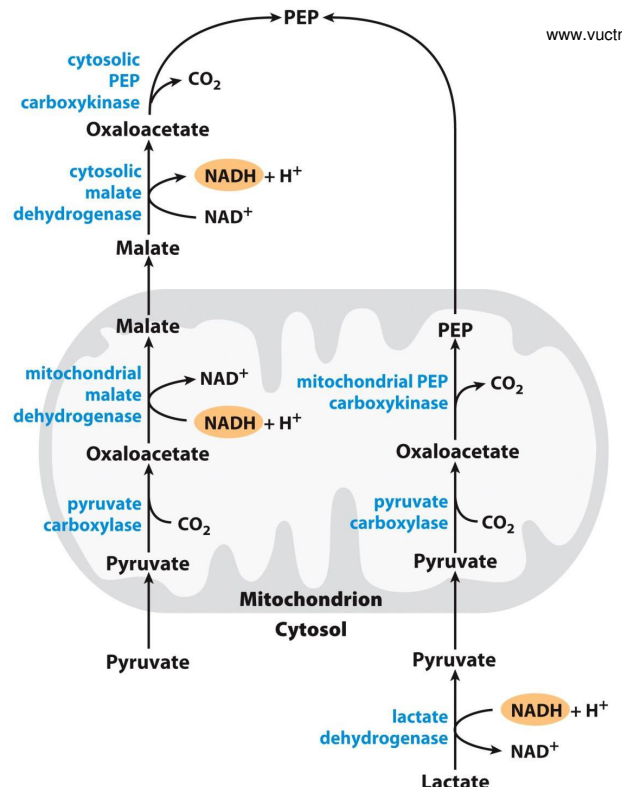 PEP
www.vuctr
cytosolic
PEP
carboxykinase
CO₂
Oxaloacetate
cytosolic
malate
dehydrogenase
NADH + H⁺
NAD⁺
Malate
Malate
PEP
mitochondrial
malate
dehydrogenase
NAD⁺
NADH + H⁺
mitochondrial PEP
carboxykinase
CO₂
Oxaloacetate
Oxaloacetate
pyruvate
carboxylase
CO₂
pyruvate
carboxylase
CO₂
Pyruvate
Pyruvate
Mitochondrion
Cytosol
Pyruvate
Pyruvate
lactate
dehydrogenase
NADH + H⁺
NAD⁺
Lactate